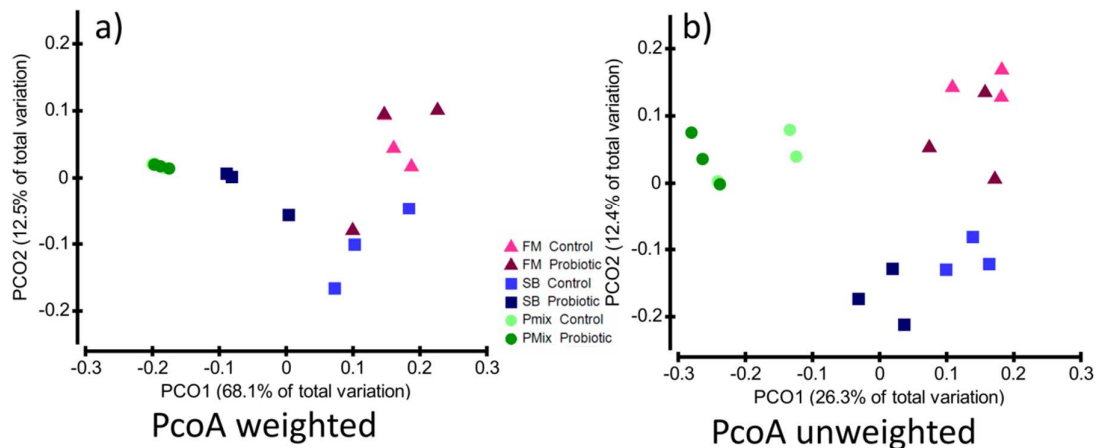 a)
PCO2 (12.5% of total variation)
0.2
0.1
0
-0.1
-0.2
-0.3 -0.2 -0.1 0 0.1 0.2 0.3
PCO1 (68.1% of total variation)
PcoA weighted
FM Control
FM Probiotic
SB Control
SB Probiotic
Pmix Control
PMix Probiotic
b)
PCO2 (12.4% of total variation)
0.2
0.1
0
-0.1
-0.2
-0.3 -0.2 -0.1 0 0.1 0.2 0.3
PCO1 (26.3% of total variation)
PcoA unweighted